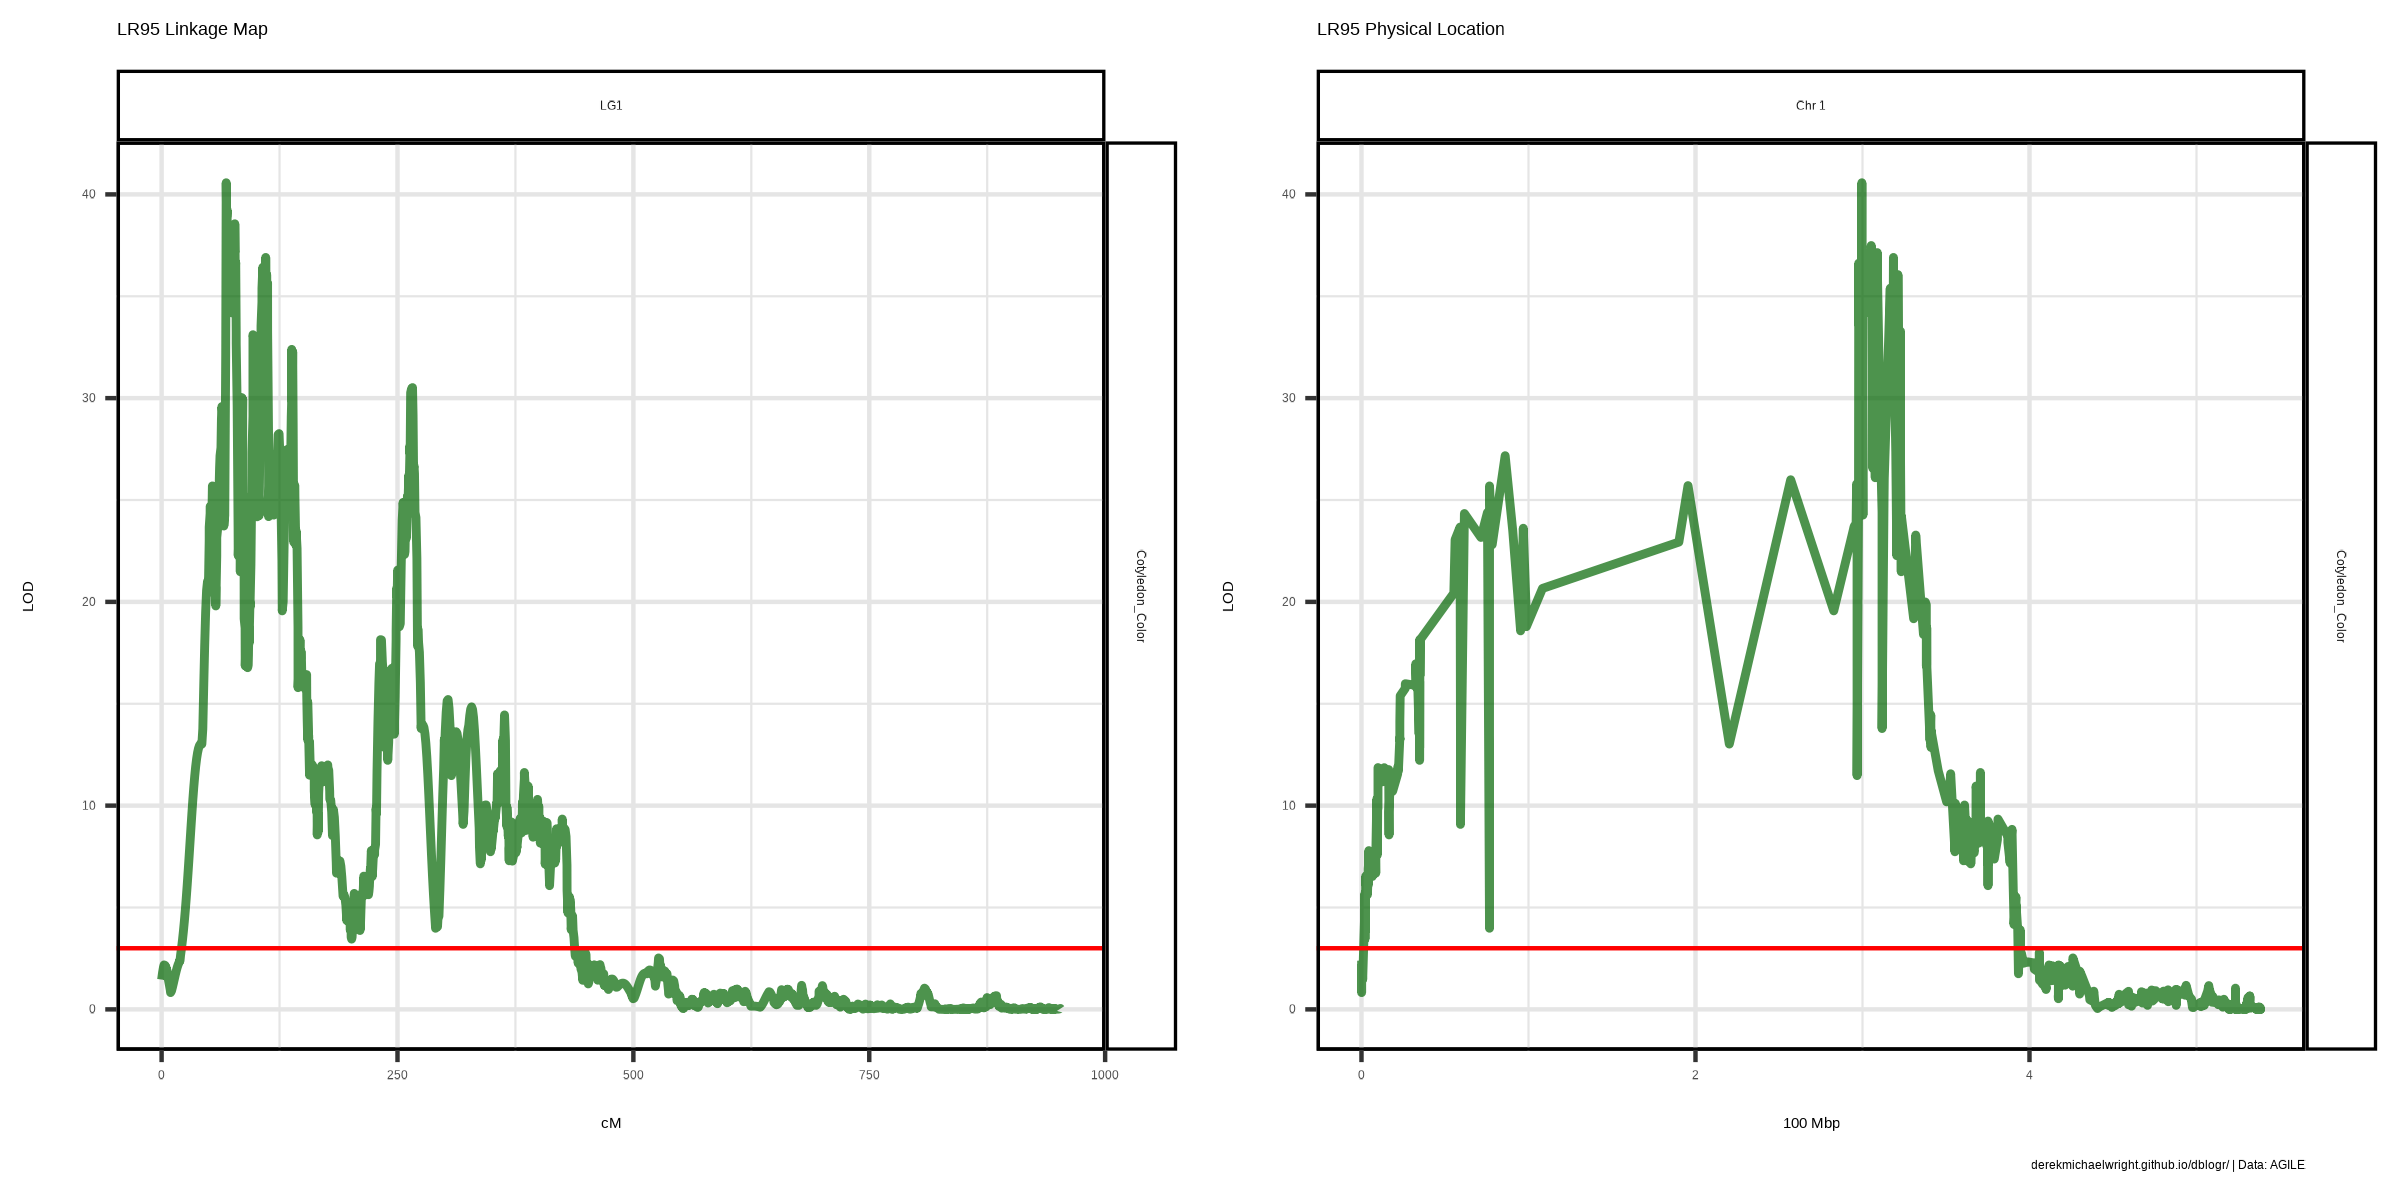 LR95 Linkage Map
LG1
Cotyledon_Color
LOD
40
30
20
10
0
0
250
500
750
1000
cM
LR95 Physical Location
Chr 1
Cotyledon_Color
LOD
40
30
20
10
0
0
2
4
100 Mbp
derekmichaelwright.github.io/dblogr/ | Data: AGILE